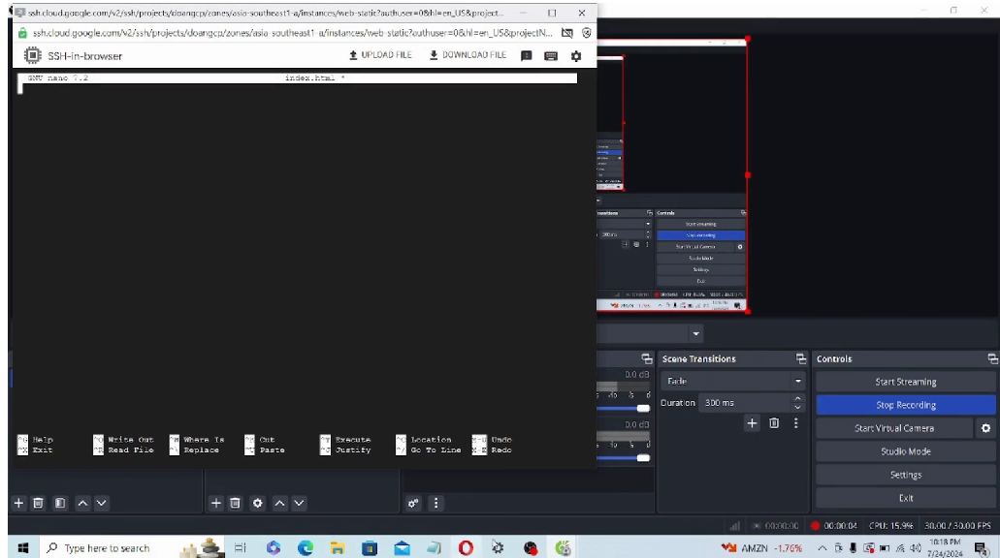 ssh.cloud.google.com/v2/ssh/projects/doangcp/zones/asia-southeast1-a/instances/web-static?authuser=0&hl=en_US&project...
ssh.cloud.google.com/v2/ssh/projects/doangcp/zones/asia-southeast1-a/instances/web-static?authuser=0&hl=en_US&projectN...
SSH-in-browser
UPLOAD FILE
DOWNLOAD FILE
GNU nano 7.2 index.html *
^G Help ^O Write Out ^W Where Is ^K Cut ^T Execute ^C Location M-U Undo
^X Exit ^R Read File ^\ Replace ^U Paste ^J Justify ^/ Go To Line M-E Redo
Controls
Start Streaming
Stop Recording
300 ms
Start Virtual Camera
Studio Mode
Settings
Exit
AMZN -1.76%
0.0 dB
0.0 dB
Scene Transitions
Fade
Duration 300 ms
Controls
Start Streaming
Stop Recording
Start Virtual Camera
Studio Mode
Settings
Exit
00:00:00 00:00:04 CPU: 15.9% 30.00 / 30.00 FPS
Type here to search
AMZN -1.76%
10:18 PM
7/24/2024